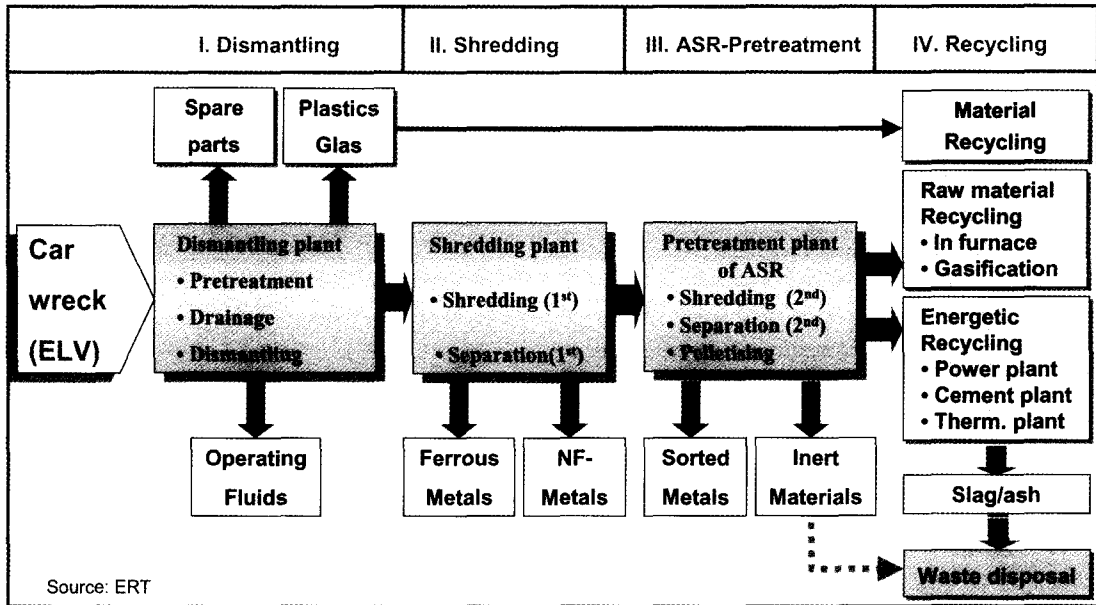 I. Dismantling
II. Shredding
III. ASR-Pretreatment
IV. Recycling
Spare
parts
Plastics
Glas
Material
Recycling
Car
wreck
(ELV)
Dismantling plant
• Pretreatment
• Drainage
• Dismantling
Shredding plant
• Shredding (1st)
• Separation(1st)
Pretreatment plant
of ASR
• Shredding (2nd)
• Separation (2nd)
• Pelletising
Raw material
Recycling
• In furnace
• Gasification
Energetic
Recycling
• Power plant
• Cement plant
• Therm. plant
Operating
Fluids
Ferrous
Metals
NF-
Metals
Sorted
Metals
Inert
Materials
Slag/ash
Waste disposal
Source: ERT